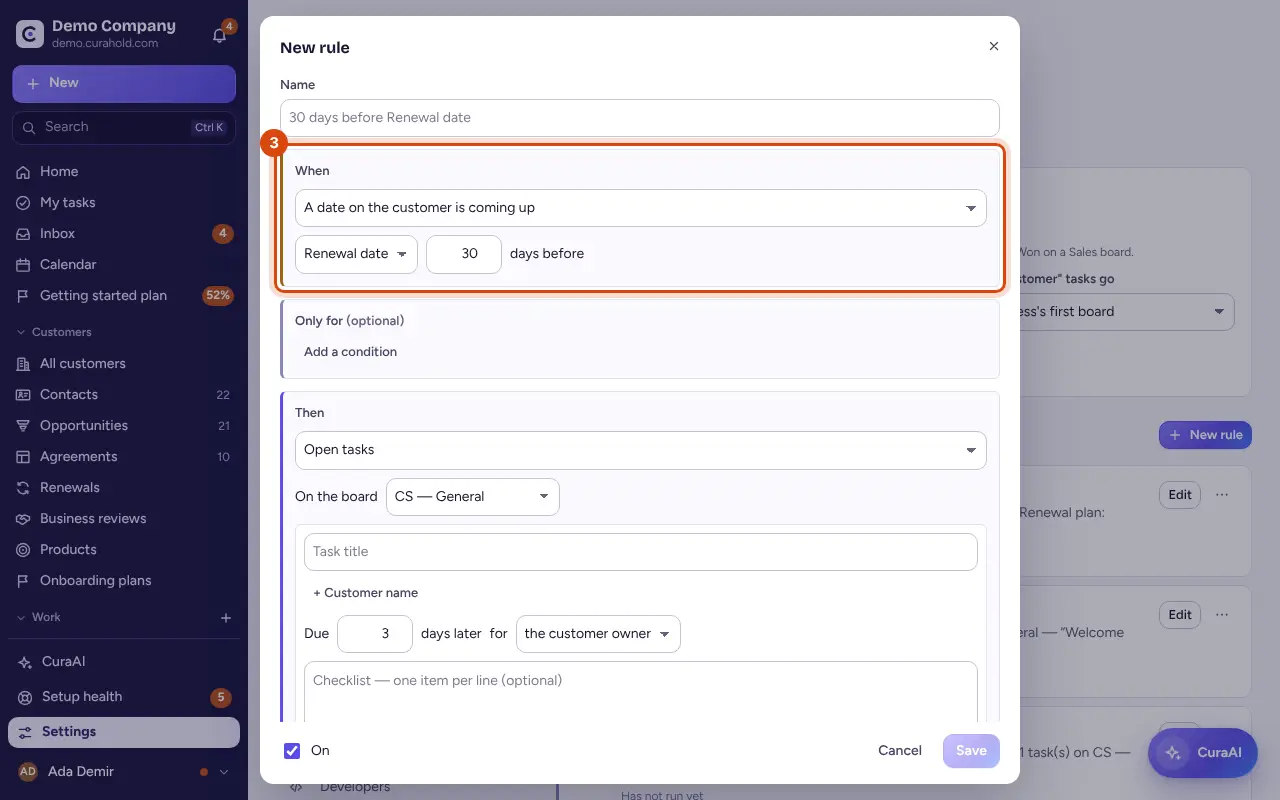 Demo Company
demo.curahold.com
4
New
Search
Ctrl K
Home
My tasks
Inbox
4
Calendar
Getting started plan
52%
Customers
All customers
Contacts
22
Opportunities
21
Agreements
10
Renewals
Business reviews
Products
Onboarding plans
Work
CuraAI
Setup health
5
Settings
AD
Ada Demir
New rule
Name
30 days before Renewal date
3
When
A date on the customer is coming up
Renewal date
30
days before
Only for (optional)
Add a condition
Then
Open tasks
On the board
CS — General
Task title
+ Customer name
Due
3
days later
for
the customer owner
Checklist — one item per line (optional)
On
Cancel
Save
Won on a Sales board.
tomer" tasks go
ess's first board
New rule
Edit
Renewal plan:
Edit
eral — "Welcome
1 task(s) on CS —
CuraAI
Developers
Has not run yet